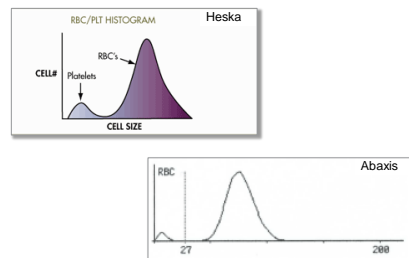 RBC/PLT HISTOGRAM
Heska
RBC's
CELL#
Platelets
CELL SIZE
Abaxis
RBC
27
200